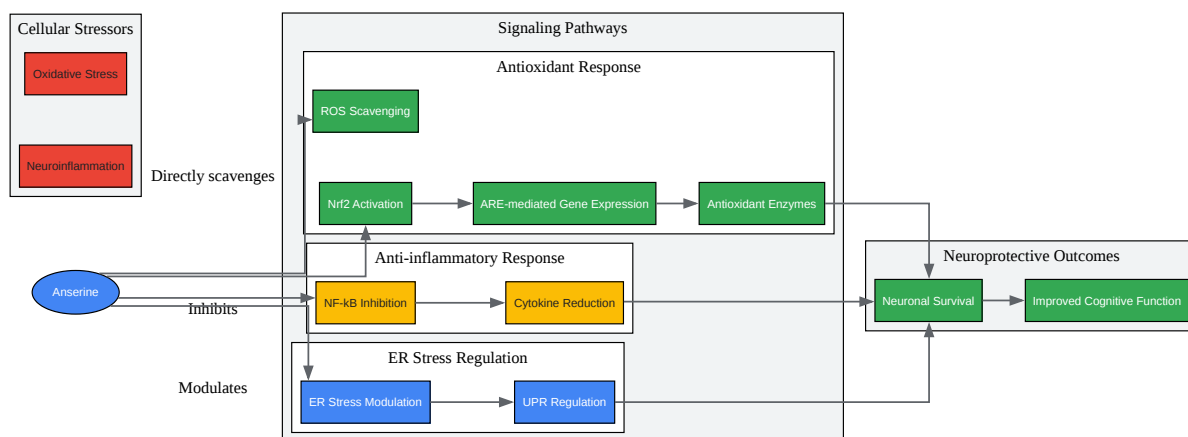 Cellular Stressors
Oxidative Stress
Neuroinflammation
Anserine
Directly scavenges
Inhibits
Modulates
Signaling Pathways
Antioxidant Response
ROS Scavenging
Nrf2 Activation
ARE-mediated Gene Expression
Antioxidant Enzymes
Anti-inflammatory Response
NF-kB Inhibition
Cytokine Reduction
ER Stress Regulation
ER Stress Modulation
UPR Regulation
Neuroprotective Outcomes
Neuronal Survival
Improved Cognitive Function